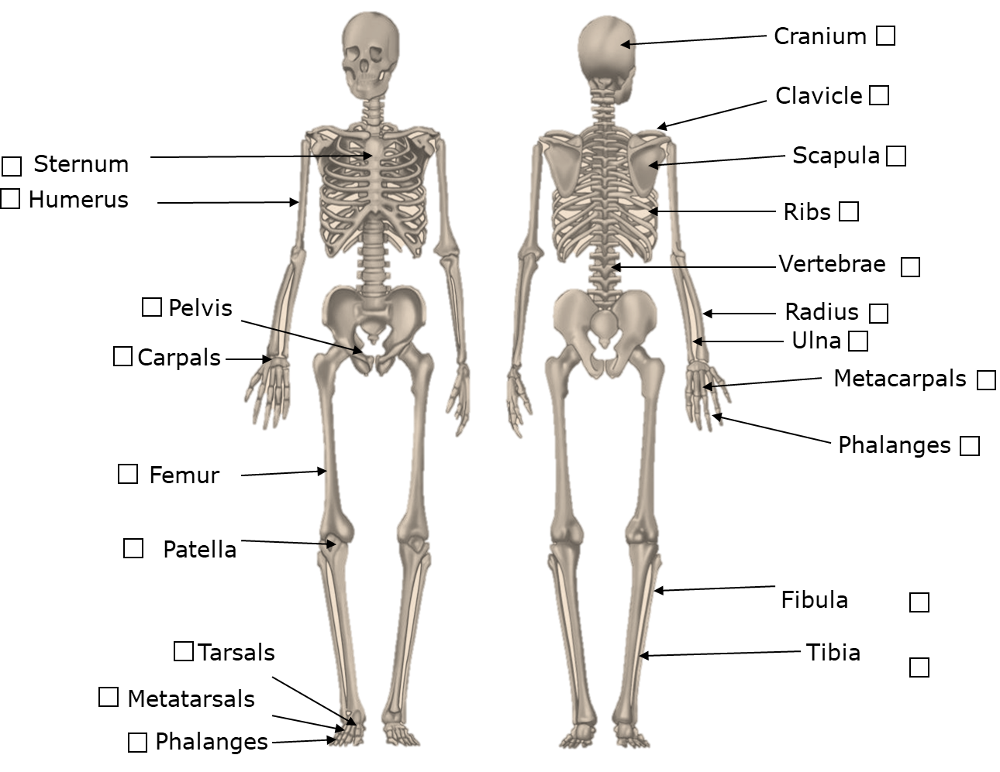 Cranium
Clavicle
Sternum
Scapula
Humerus
Ribs
Vertebrae
Pelvis
Radius
Ulna
Carpals
Metacarpals
Phalanges
Femur
Patella
Fibula
Tarsals
Tibia
Metatarsals
Phalanges